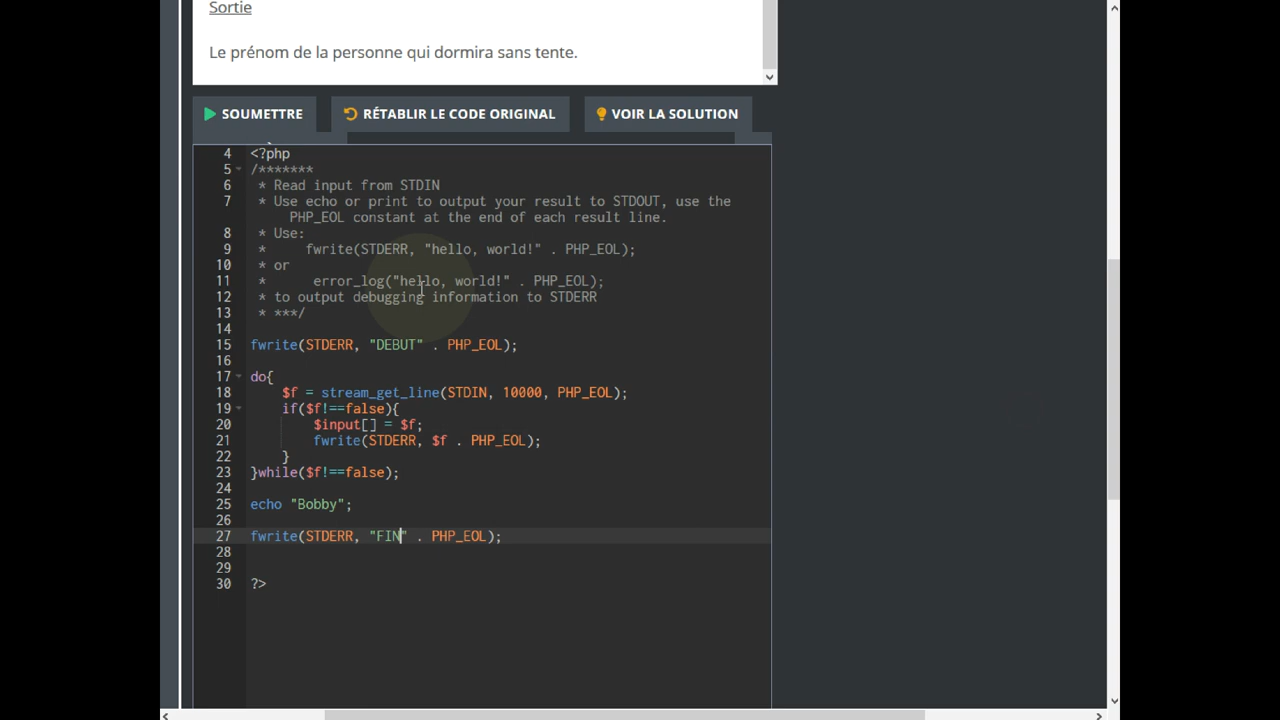 Sortie
Le prénom de la personne qui dormira sans tente.
SOUMETTRE
RÉTABLIR LE CODE ORIGINAL
VOIR LA SOLUTION
4 <?php
5 /*******
6  * Read input from STDIN
7  * Use echo or print to output your result to STDOUT, use the
PHP_EOL constant at the end of each result line.
8  * Use:
9  *     fwrite(STDERR, "hello, world!" . PHP_EOL);
10  * or
11  *      error_log("hello, world!" . PHP_EOL);
12  * to output debugging information to STDERR
13  * ***/
14
15 fwrite(STDERR, "DEBUT" . PHP_EOL);
16
17 do{
18     $f = stream_get_line(STDIN, 10000, PHP_EOL);
19     if($f!==false){
20         $input[] = $f;
21         fwrite(STDERR, $f . PHP_EOL);
22     }
23 }while($f!==false);
24
25 echo "Bobby";
26
27 fwrite(STDERR, "FIN" . PHP_EOL);
28
29
30 ?>